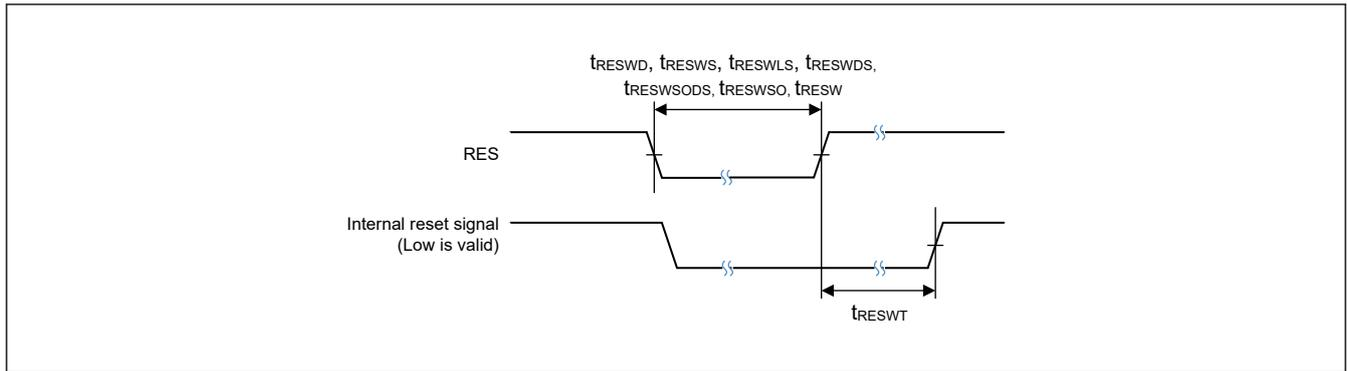 tRESWD, tRESWS, tRESWLS, tRESWDS,
tRESWSODS, tRESWSO, tRESW
RES
Internal reset signal
(Low is valid)
tRESWT